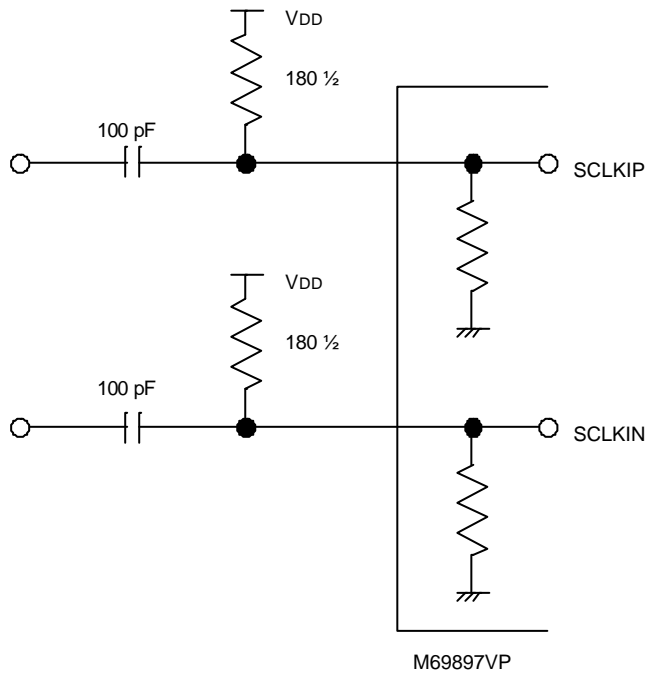 VDD
180 ½
100 pF
SCLKIP
VDD
180 ½
100 pF
SCLKIN
M69897VP